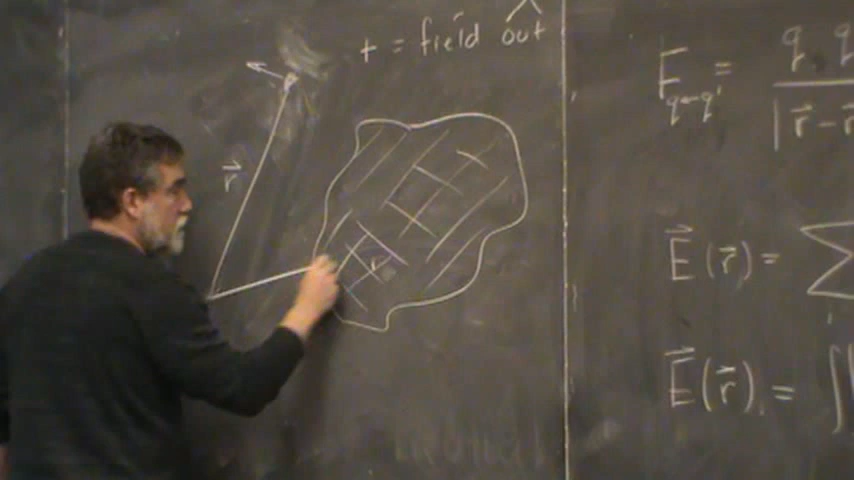 + = field out
r⃗
F q←q' = q q
|r⃗ - r⃗
E⃗(r⃗) = ∑
i
E⃗(r⃗) = ∫∫